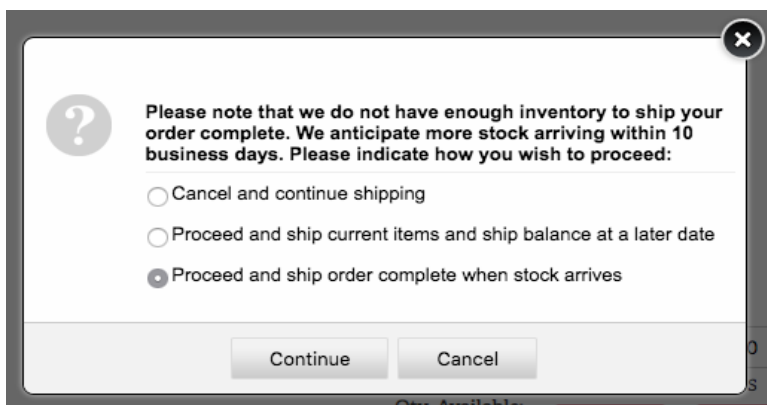 Please note that we do not have enough inventory to ship your
order complete. We anticipate more stock arriving within 10
business days. Please indicate how you wish to proceed:
Cancel and continue shipping
Proceed and ship current items and ship balance at a later date
Proceed and ship order complete when stock arrives
Continue Cancel